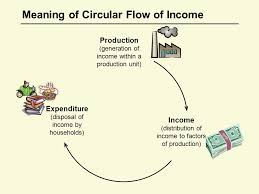 Meaning of Circular Flow of Income
Production
(generation of
income within a
production unit)
Expenditure
(disposal of
income by
households)
Income
(distribution of
income to factors
of production)